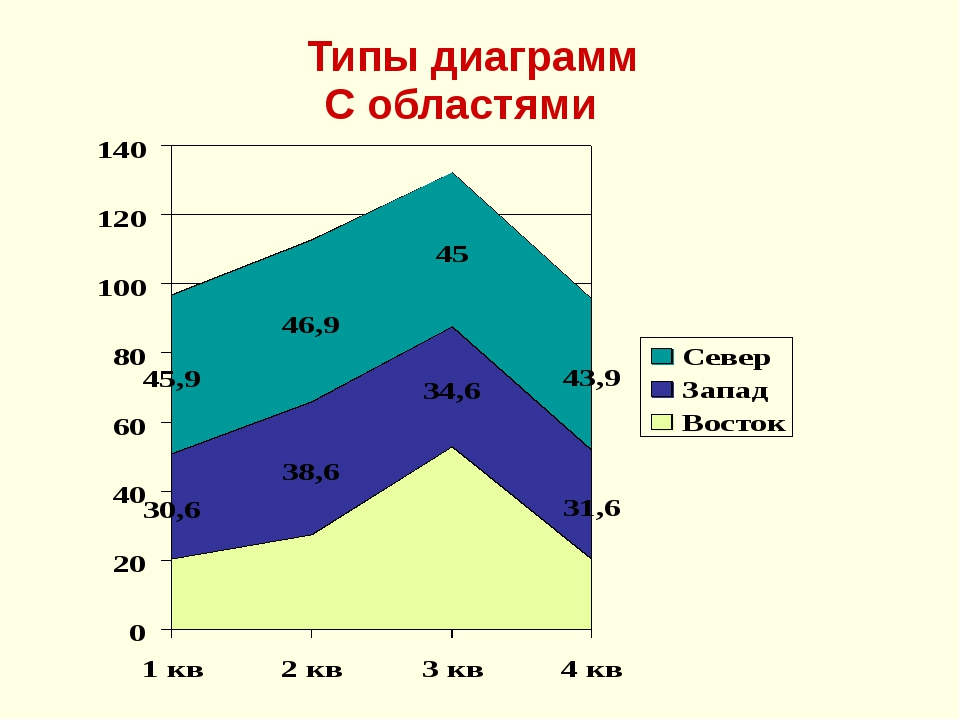 Типы диаграмм
С областями
140
120
100
80
60
40
20
0
45
46,9
45,9
43,9
34,6
38,6
30,6
31,6
1 кв
2 кв
3 кв
4 кв
Север
Запад
Восток